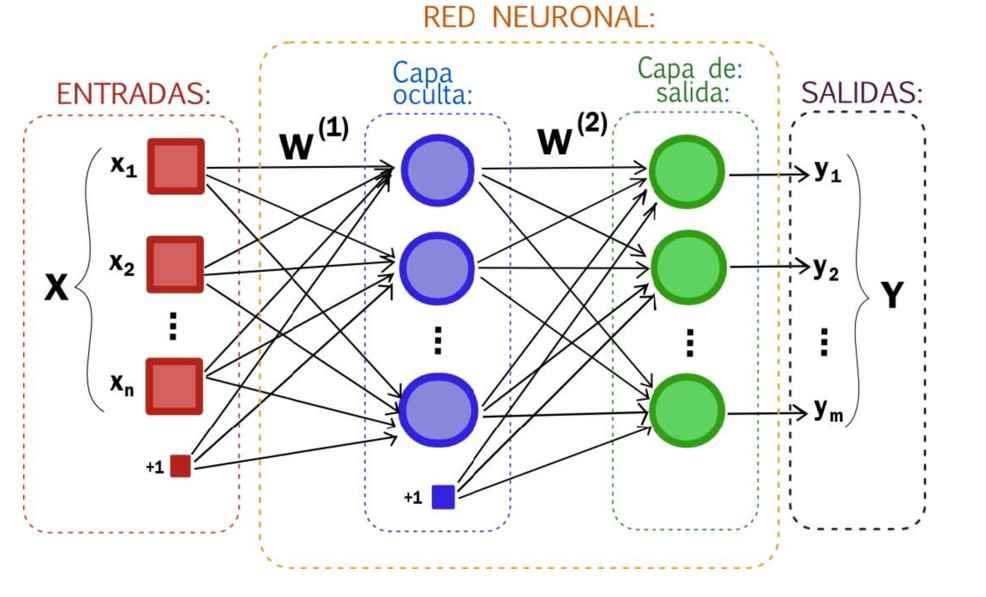 RED NEURONAL:
ENTRADAS:
Capa
oculta:
Capa de:
salida:
SALIDAS:
W(1)
W(2)
x1
x2
⋮
xn
+1
X
⋮
+1
⋮
y1
y2
⋮
ym
Y